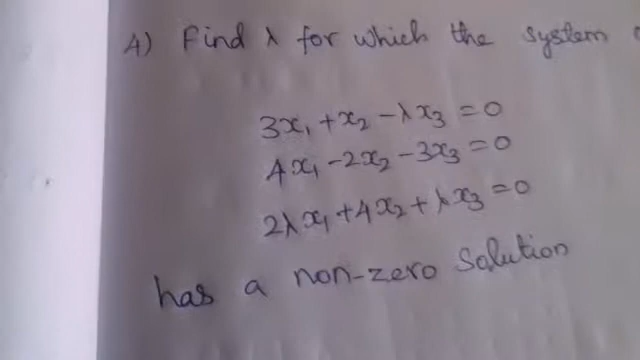 A) Find λ for which the system
3x₁ + x₂ - λx₃ = 0
4x₁ - 2x₂ - 3x₃ = 0
2λx₁ + 4x₂ + λx₃ = 0
has a non-zero solution